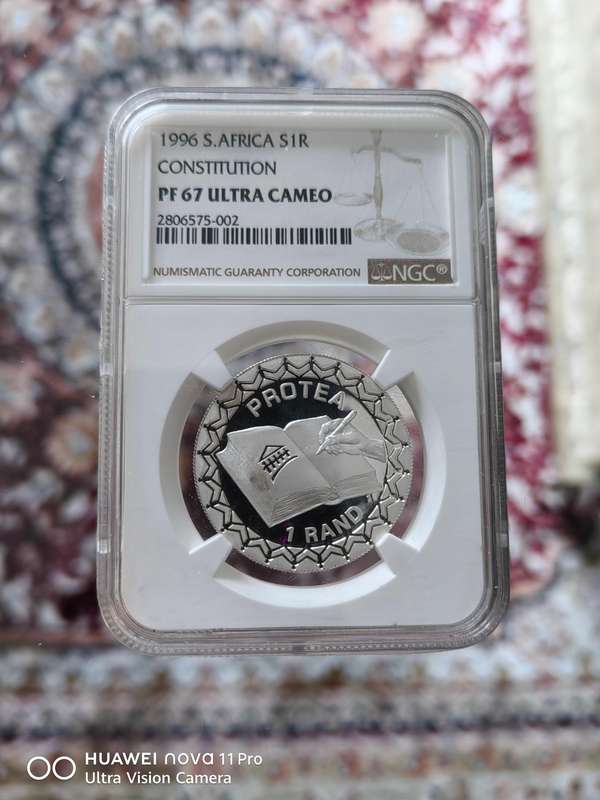 1996 S.AFRICA S1R
CONSTITUTION
PF 67 ULTRA CAMEO
2806575-002
NUMISMATIC GUARANTY CORPORATION
NGC®
PROTEA
1 RAND
HUAWEI nova 11 Pro
Ultra Vision Camera